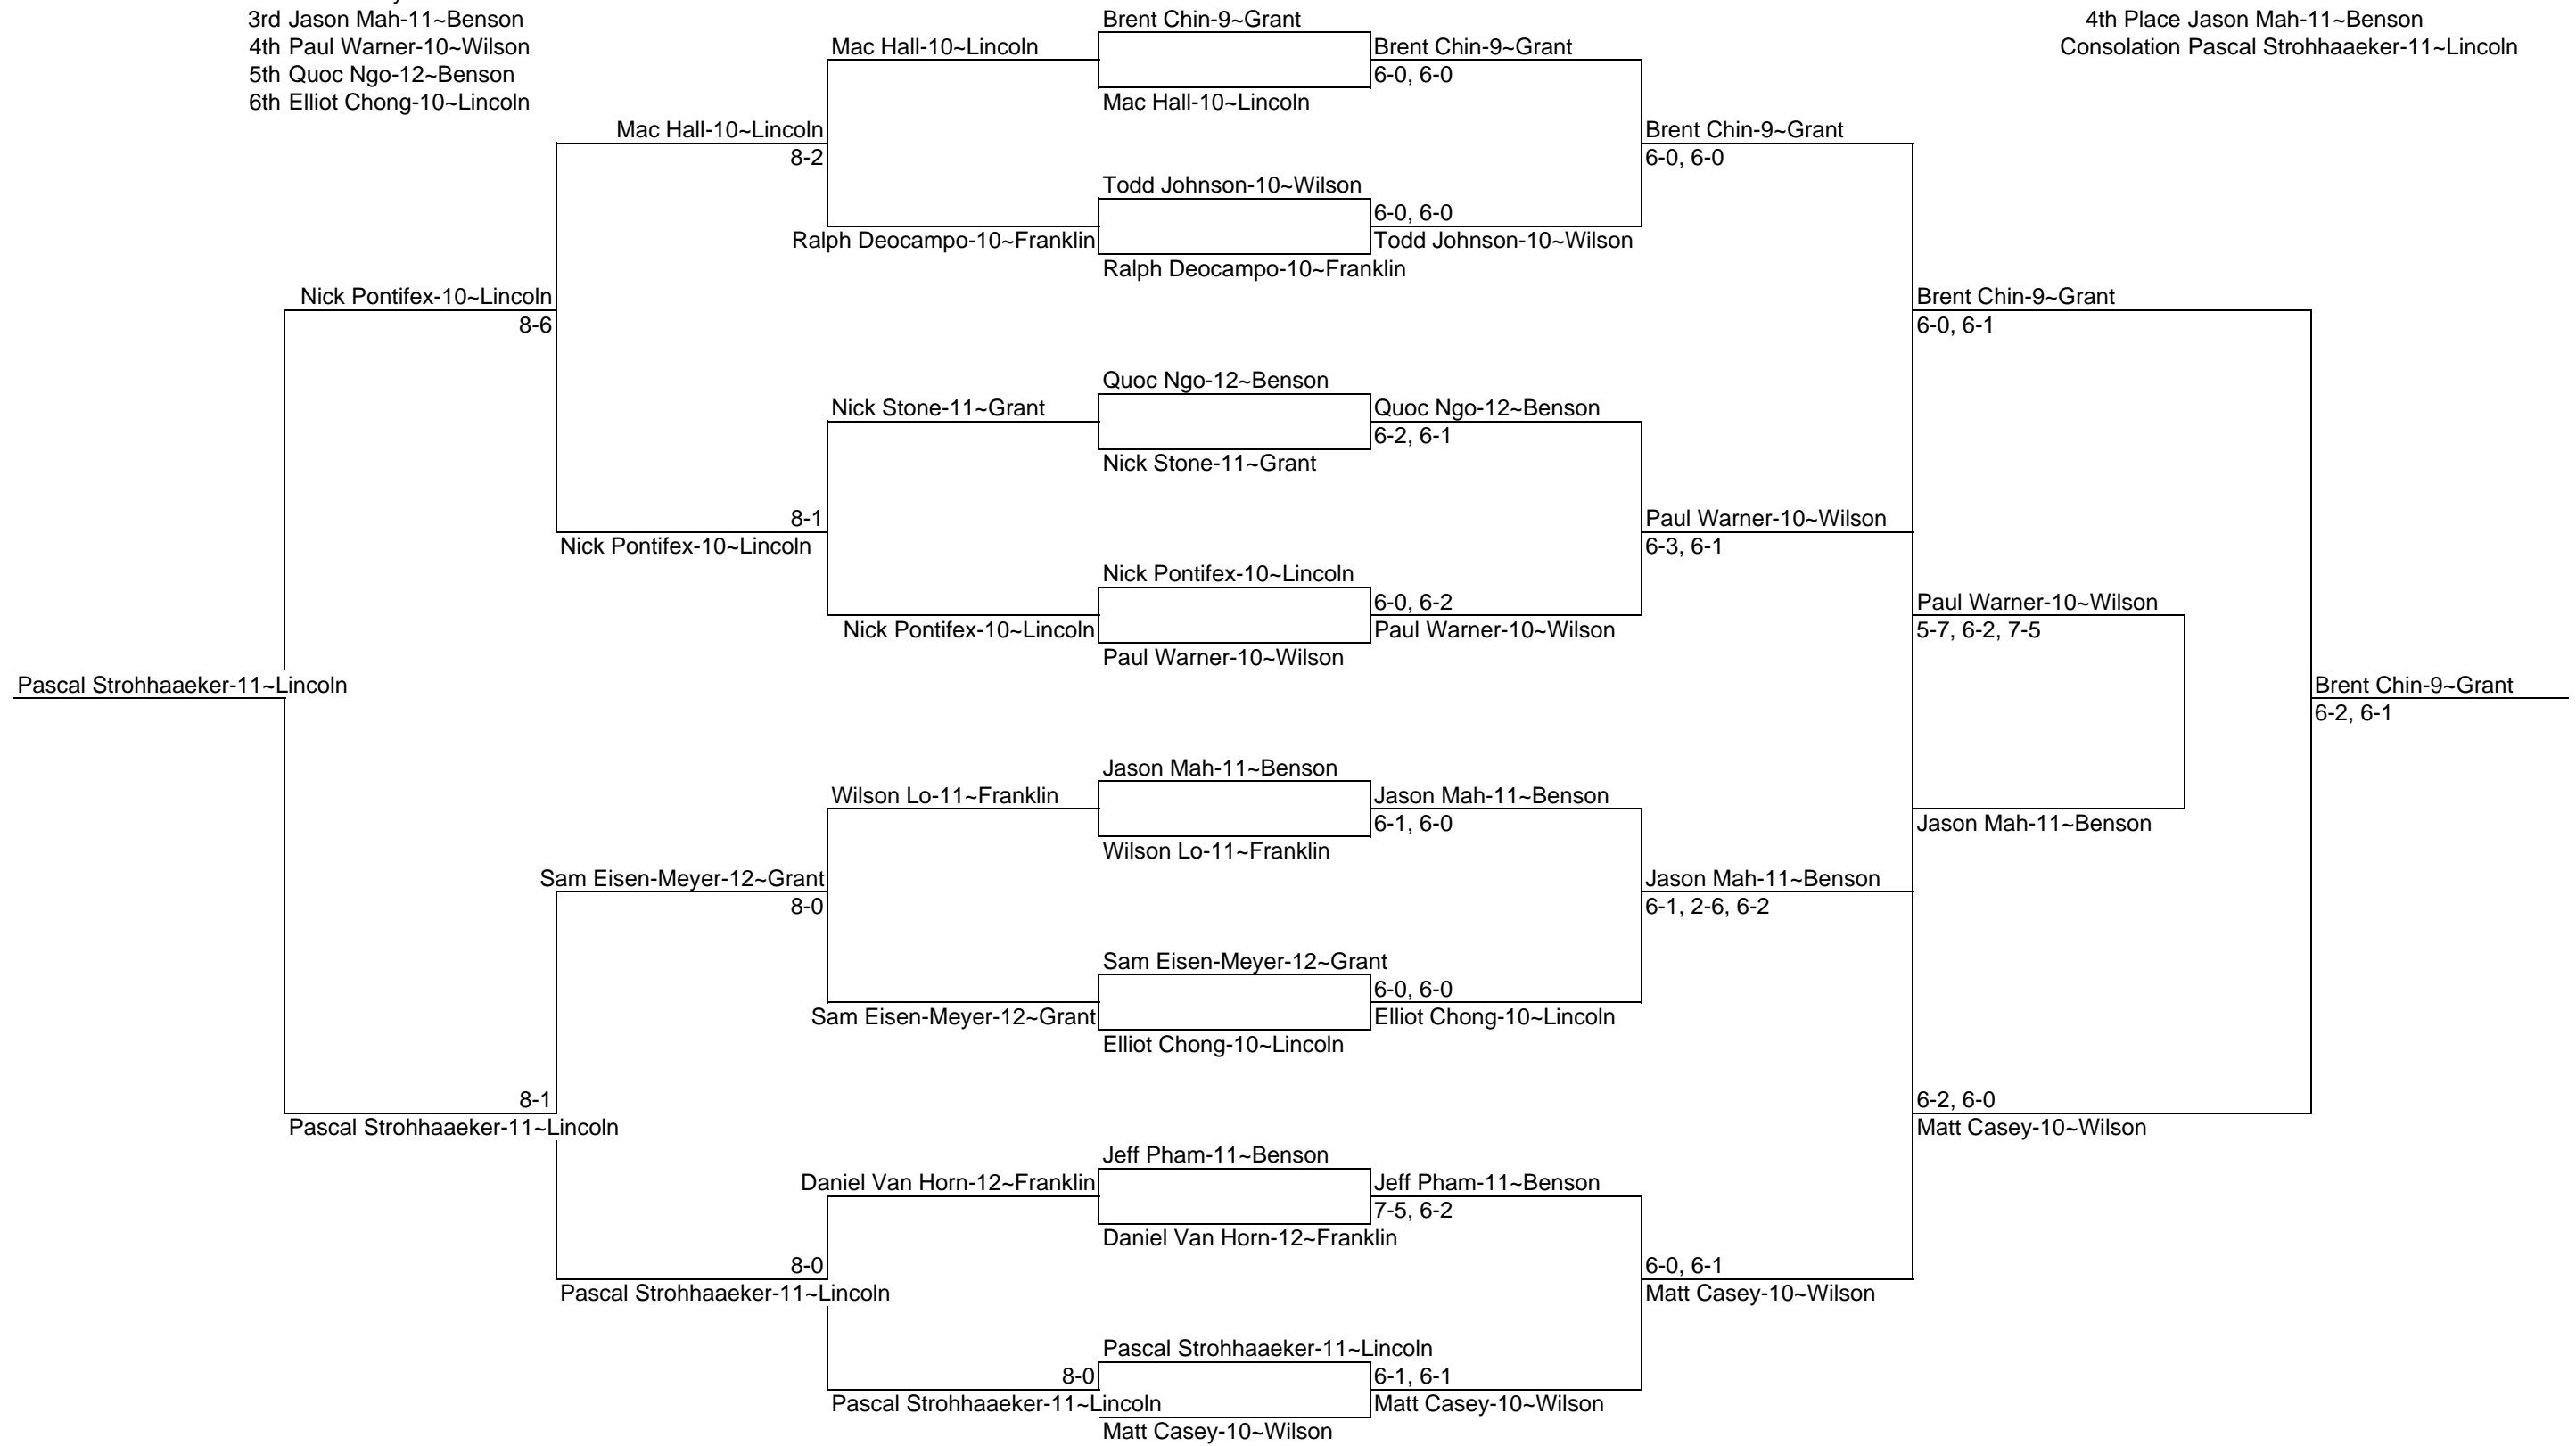 3rd Jason Mah-11~Benson
4th Paul Warner-10~Wilson
5th Quoc Ngo-12~Benson
6th Elliot Chong-10~Lincoln
4th Place Jason Mah-11~Benson
Consolation Pascal Strohhaaeker-11~Lincoln
Brent Chin-9~Grant
Mac Hall-10~Lincoln
Brent Chin-9~Grant
6-0, 6-0
Mac Hall-10~Lincoln
Mac Hall-10~Lincoln
8-2
Brent Chin-9~Grant
6-0, 6-0
Todd Johnson-10~Wilson
6-0, 6-0
Ralph Deocampo-10~Franklin
Todd Johnson-10~Wilson
Ralph Deocampo-10~Franklin
Nick Pontifex-10~Lincoln
8-6
Brent Chin-9~Grant
6-0, 6-1
Quoc Ngo-12~Benson
Nick Stone-11~Grant
Quoc Ngo-12~Benson
6-2, 6-1
Nick Stone-11~Grant
8-1
Nick Pontifex-10~Lincoln
Paul Warner-10~Wilson
6-3, 6-1
Nick Pontifex-10~Lincoln
6-0, 6-2
Nick Pontifex-10~Lincoln
Paul Warner-10~Wilson
Paul Warner-10~Wilson
Paul Warner-10~Wilson
5-7, 6-2, 7-5
Pascal Strohhaaeker-11~Lincoln
Brent Chin-9~Grant
6-2, 6-1
Jason Mah-11~Benson
Wilson Lo-11~Franklin
Jason Mah-11~Benson
6-1, 6-0
Jason Mah-11~Benson
Wilson Lo-11~Franklin
Sam Eisen-Meyer-12~Grant
8-0
Jason Mah-11~Benson
6-1, 2-6, 6-2
Sam Eisen-Meyer-12~Grant
6-0, 6-0
Sam Eisen-Meyer-12~Grant
Elliot Chong-10~Lincoln
Elliot Chong-10~Lincoln
8-1
Pascal Strohhaaeker-11~Lincoln
6-2, 6-0
Matt Casey-10~Wilson
Jeff Pham-11~Benson
Daniel Van Horn-12~Franklin
Jeff Pham-11~Benson
7-5, 6-2
Daniel Van Horn-12~Franklin
8-0
Pascal Strohhaaeker-11~Lincoln
6-0, 6-1
Matt Casey-10~Wilson
Pascal Strohhaaeker-11~Lincoln
8-0
6-1, 6-1
Pascal Strohhaaeker-11~Lincoln
Matt Casey-10~Wilson
Matt Casey-10~Wilson